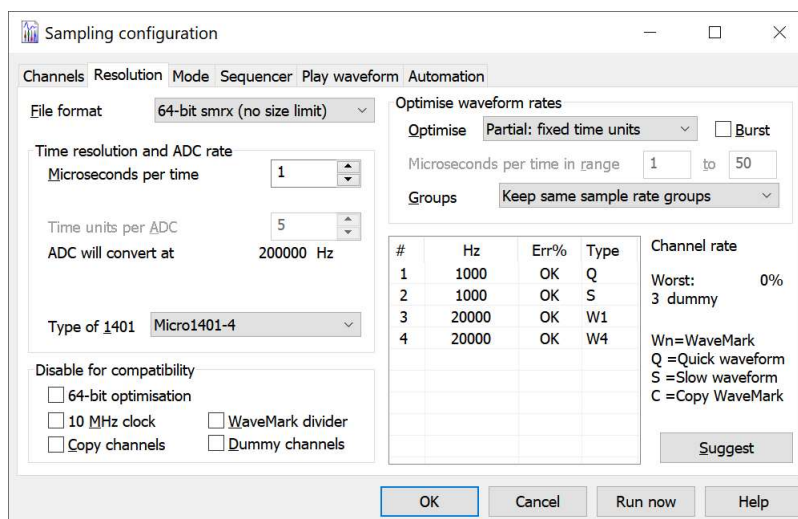 Sampling configuration
Channels Resolution Mode Sequencer Play waveform Automation
File format 64-bit smrx (no size limit)
Time resolution and ADC rate
Microseconds per time 1
Time units per ADC 5
ADC will convert at 200000 Hz
Type of 1401 Micro1401-4
Disable for compatibility
64-bit optimisation
10 MHz clock WaveMark divider
Copy channels Dummy channels
Optimise waveform rates
Optimise Partial: fixed time units Burst
Microseconds per time in range 1 to 50
Groups Keep same sample rate groups
# Hz Err% Type
1 1000 OK Q
2 1000 OK S
3 20000 OK W1
4 20000 OK W4
Channel rate
Worst: 0%
3 dummy
Wn=WaveMark
Q =Quick waveform
S =Slow waveform
C =Copy WaveMark
Suggest
OK Cancel Run now Help